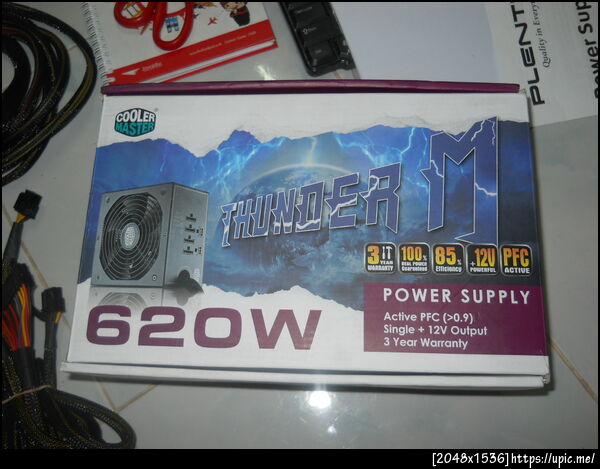 PLENT
Quality in Every
Power Sup
COOLER
MASTER
THUNDER M
3 YEAR WARRANTY
100% REAL POWER Guaranteed
85% Efficiency
+12V POWERFUL
PFC ACTIVE
POWER SUPPLY
Active PFC (>0.9)
Single + 12V Output
3 Year Warranty
620W
[2048x1536]https://upic.me/